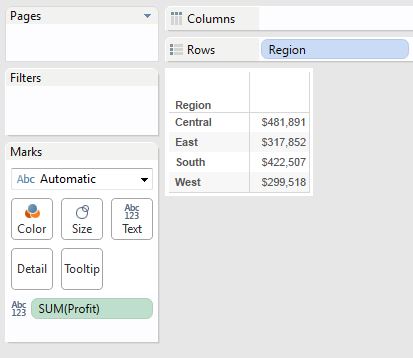 Pages
Columns
Rows Region
Filters
Region
Central $481,891
East $317,852
South $422,507
West $299,518
Marks
Abc Automatic
Abc
123
Color Size Text
Detail Tooltip
Abc
123 SUM(Profit)